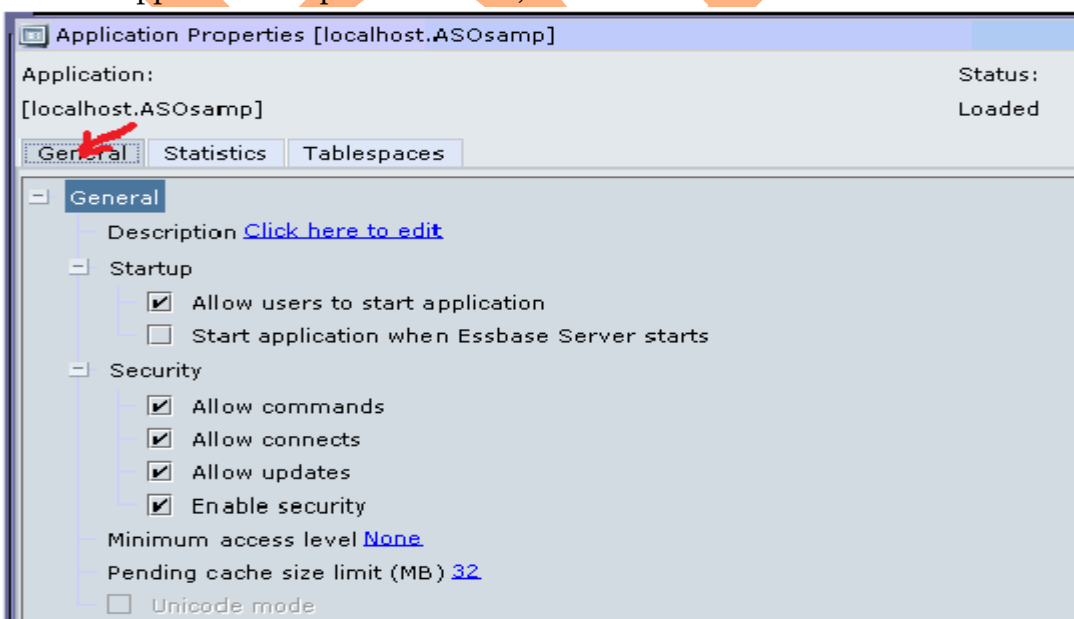 Application Properties [localhost.ASOsamp]
Application:
Status:
[localhost.ASOsamp]
Loaded
General Statistics Tablespaces
General
Description Click here to edit
Startup
Allow users to start application
Start application when Essbase Server starts
Security
Allow commands
Allow connects
Allow updates
Enable security
Minimum access level None
Pending cache size limit (MB) 32
Unicode mode